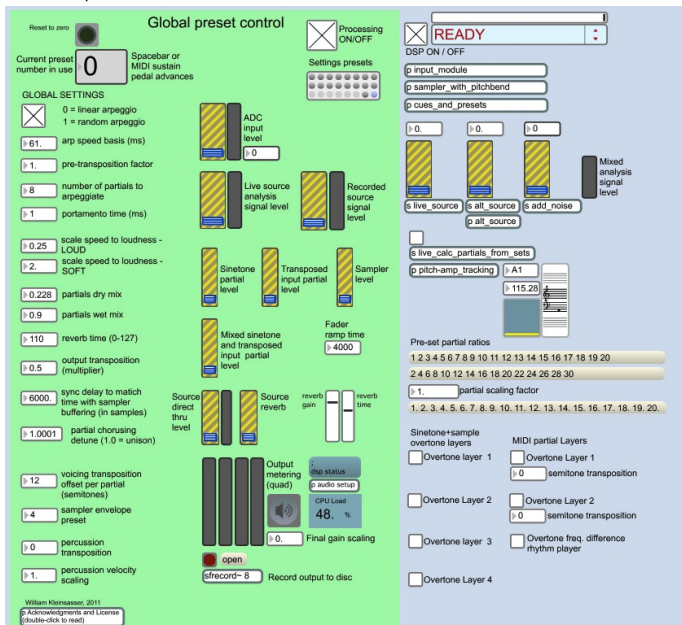 Global preset control
Reset to zero
Processing
ON/OFF
Current preset
number in use
0
Spacebar or
MIDI sustain
pedal advances
Settings presets
GLOBAL SETTINGS
0 = linear arpeggio
1 = random arpeggio
61.
arp speed basis (ms)
1.
pre-transposition factor
8
number of partials to
arpeggiate
1
portamento time (ms)
0.25
scale speed to loudness -
LOUD
2.
scale speed to loudness -
SOFT
0.228
partials dry mix
0.9
partials wet mix
110
reverb time (0-127)
0.5
output transposition
(multiplier)
6000.
sync delay to match
time with sampler
buffering (in samples)
1.0001
partial chorusing
detune (1.0 = unison)
12
voicing transposition
offset per partial
(semitones)
4
sampler envelope
preset
0
percussion
transposition
1.
percussion velocity
scaling
William Kleinsasser, 2011
p Acknowledgments and License
(double-click to read)
ADC
input
level
0
Live source
analysis
signal level
Recorded
source
signal
level
Sinetone
partial
level
Transposed
input partial
level
Sampler
level
Mixed sinetone
and transposed
input partial
level
Fader
ramp time
4000
Source
direct
thru
level
Source
reverb
reverb
gain
reverb
time
Output
metering
(quad)
;
dsp status
p audio setup
CPU Load
48. %
0.
Final gain scaling
open
sfrecord~ 8
Record output to disc
READY
DSP ON / OFF
p input_module
p sampler_with_pitchbend
p cues_and_presets
0.
0.
0
Mixed
analysis
signal
level
s live_source
s alt_source
s add_noise
p alt_source
s live_calc_partials_from_sets
p pitch-amp_tracking
A1
115.28
Pre-set partial ratios
1 2 3 4 5 6 7 8 9 10 11 12 13 14 15 16 17 18 19 20
2 4 6 8 10 12 14 16 18 20 22 24 26 28 30
1.
partial scaling factor
1. 2. 3. 4. 5. 6. 7. 8. 9. 10. 11. 12. 13. 14. 15. 16. 17. 18. 19. 20.
Sinetone+sample
overtone layers
MIDI partial Layers
Overtone layer 1
Overtone Layer 1
0
semitone transposition
Overtone Layer 2
Overtone Layer 2
0
semitone transposition
Overtone layer 3
Overtone freq. difference
rhythm player
Overtone Layer 4